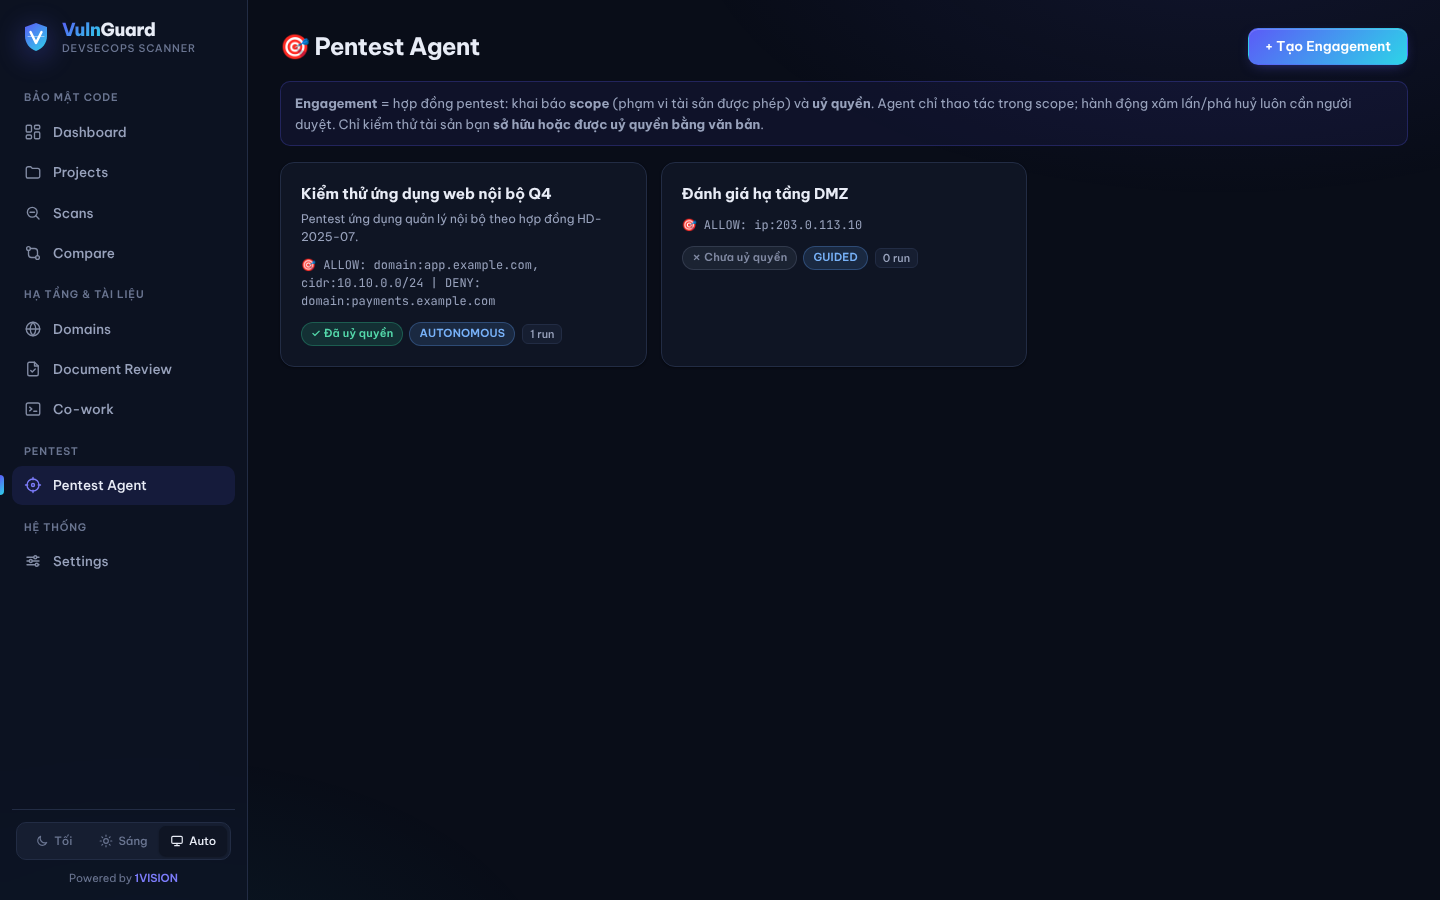 VulnGuard
DEVSECOPS SCANNER
BẢO MẬT CODE
Dashboard
Projects
Scans
Compare
HẠ TẦNG & TÀI LIỆU
Domains
Document Review
Co-work
PENTEST
Pentest Agent
HỆ THỐNG
Settings
Tối
Sáng
Auto
Powered by 1VISION
🎯 Pentest Agent
+ Tạo Engagement
Engagement = hợp đồng pentest: khai báo scope (phạm vi tài sản được phép) và uỷ quyền. Agent chỉ thao tác trong scope; hành động xâm lấn/phá huỷ luôn cần người
duyệt. Chỉ kiểm thử tài sản bạn sở hữu hoặc được uỷ quyền bằng văn bản.
Kiểm thử ứng dụng web nội bộ Q4
Pentest ứng dụng quản lý nội bộ theo hợp đồng HD-
2025-07.
🎯 ALLOW: domain:app.example.com,
cidr:10.10.0.0/24 | DENY:
domain:payments.example.com
✓ Đã uỷ quyền
AUTONOMOUS
1 run
Đánh giá hạ tầng DMZ
🎯 ALLOW: ip:203.0.113.10
× Chưa uỷ quyền
GUIDED
0 run